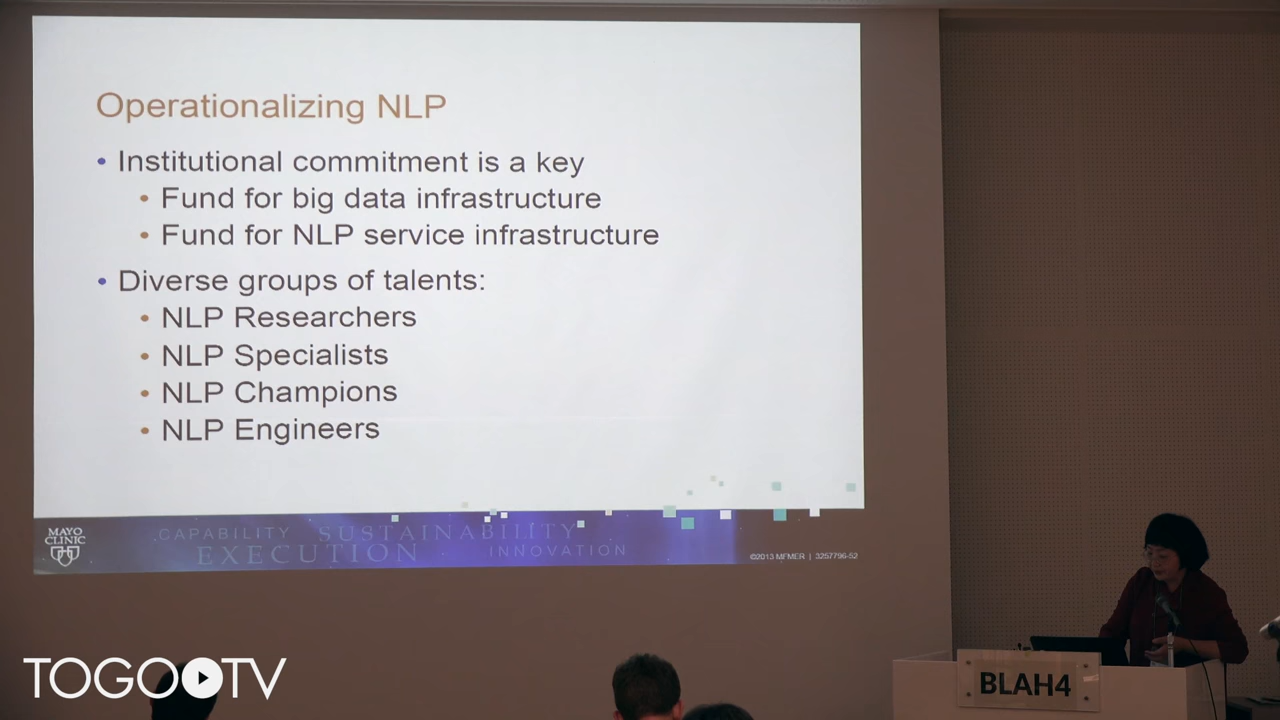 Operationalizing NLP
• Institutional commitment is a key
• Fund for big data infrastructure
• Fund for NLP service infrastructure
• Diverse groups of talents:
• NLP Researchers
• NLP Specialists
• NLP Champions
• NLP Engineers
MAYO
CLINIC
CAPABILITY SUSTAINABILITY
EXECUTION INNOVATION
©2013 MFMER | 3257796-52
TOGO TV
BLAH4